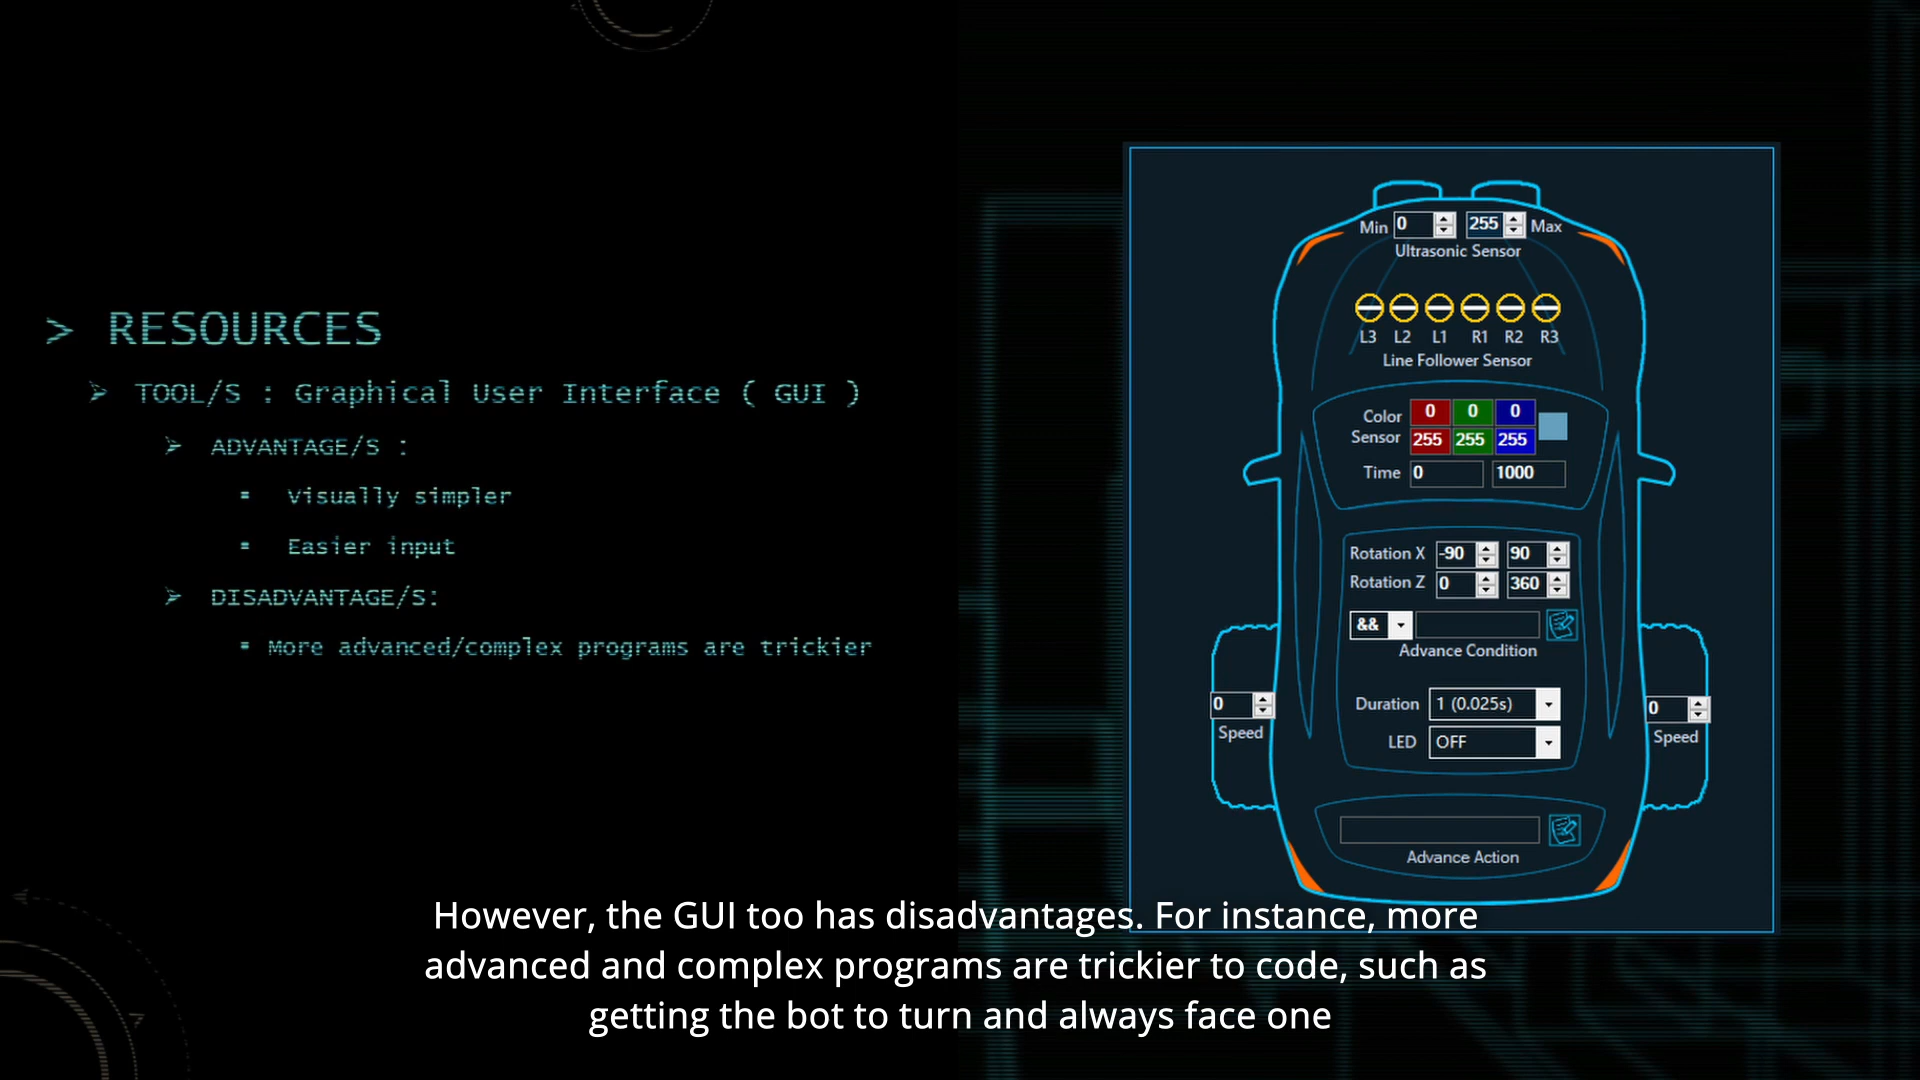 > RESOURCES
TOOL/S : Graphical User Interface ( GUI )
ADVANTAGE/S :
Visually simpler
Easier input
DISADVANTAGE/S:
More advanced/complex programs are trickier
Min 0 255 Max
Ultrasonic Sensor
L3 L2 L1 R1 R2 R3
Line Follower Sensor
Color Sensor
0 0 0
255 255 255
Time 0 1000
Rotation X -90 90
Rotation Z 0 360
&&
Advance Condition
Duration 1 (0.025s)
LED OFF
0
Speed
0
Speed
Advance Action
However, the GUI too has disadvantages. For instance, more
advanced and complex programs are trickier to code, such as
getting the bot to turn and always face one